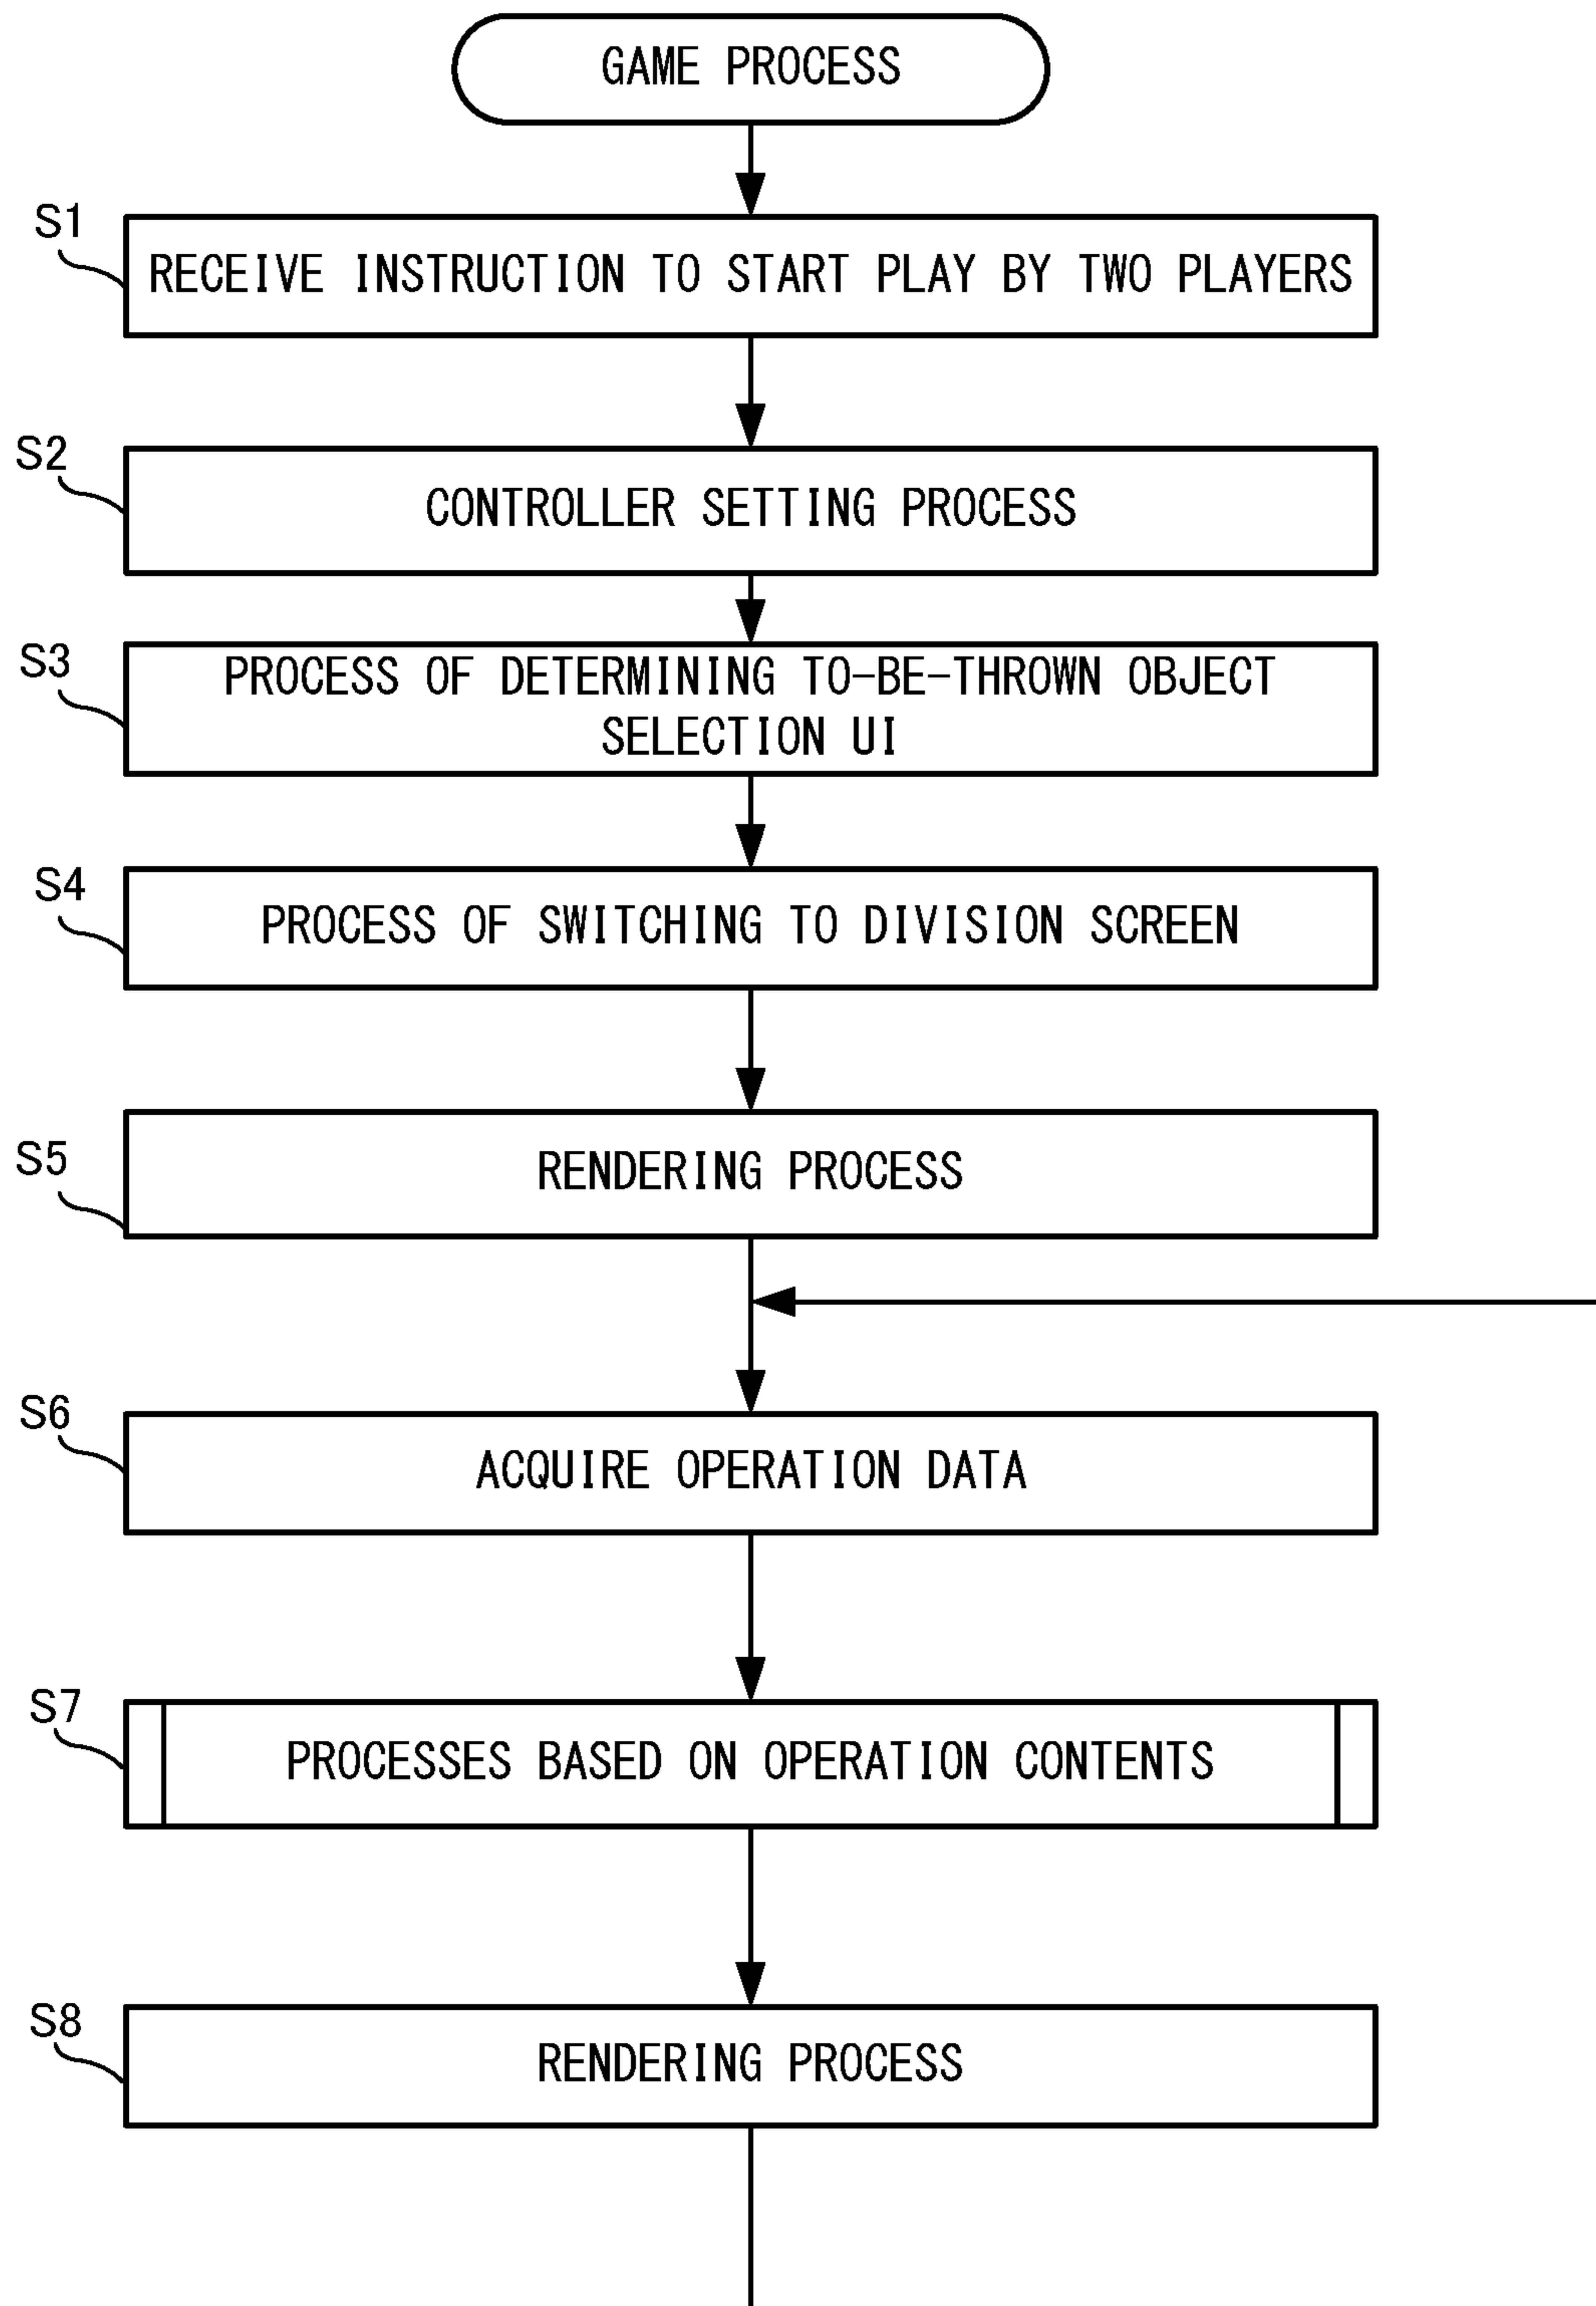 GAME PROCESS
S1
RECEIVE INSTRUCTION TO START PLAY BY TWO PLAYERS
S2
CONTROLLER SETTING PROCESS
S3
PROCESS OF DETERMINING TO-BE-THROWN OBJECT
SELECTION UI
S4
PROCESS OF SWITCHING TO DIVISION SCREEN
S5
RENDERING PROCESS
S6
ACQUIRE OPERATION DATA
S7
PROCESSES BASED ON OPERATION CONTENTS
S8
RENDERING PROCESS